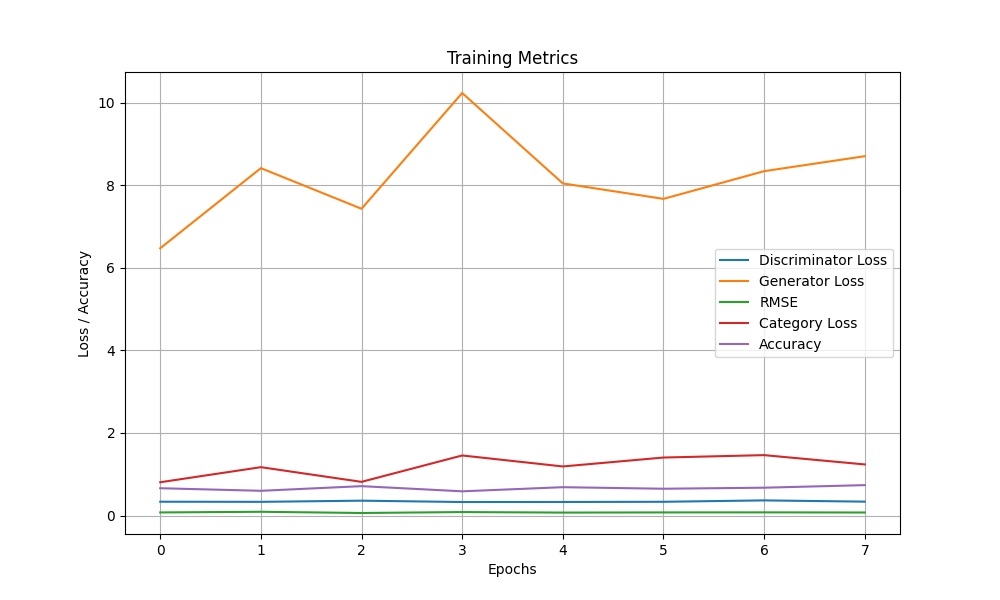 Training Metrics
10
8
6
4
2
0
Loss / Accuracy
Discriminator Loss
Generator Loss
RMSE
Category Loss
Accuracy
0 1 2 3 4 5 6 7
Epochs